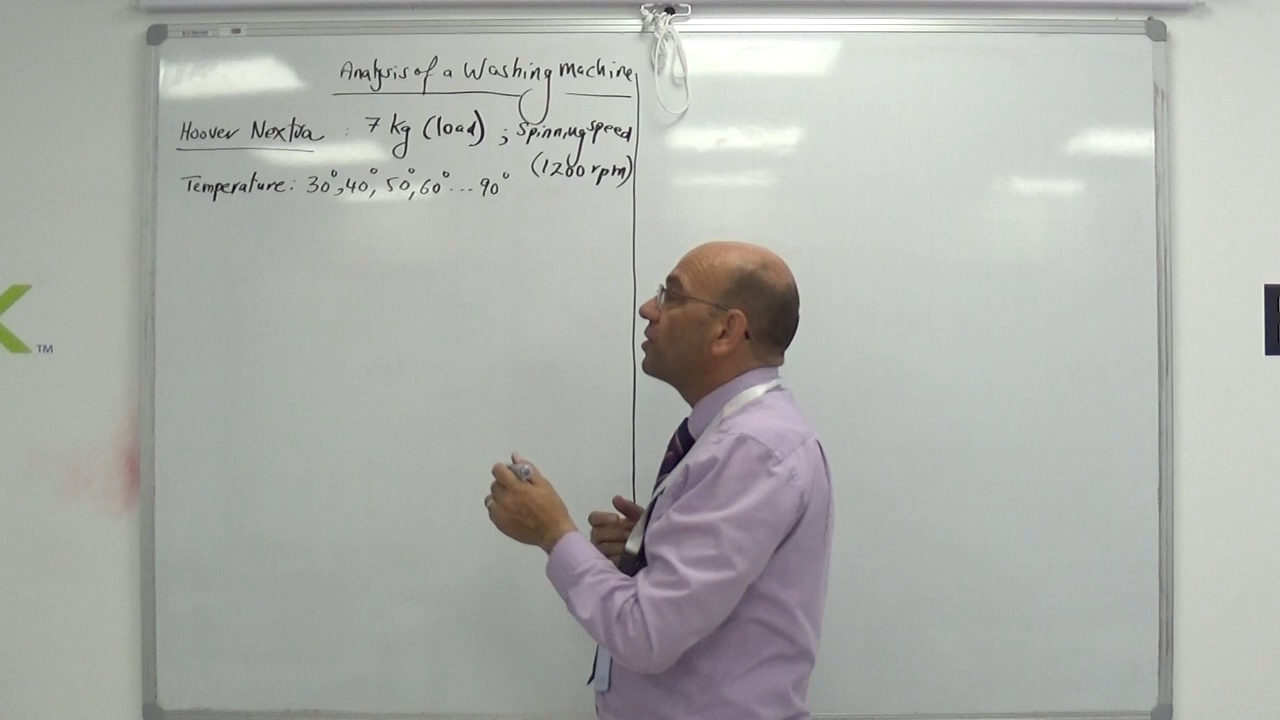 Analysis of a Washing Machine
Hoover Nextra : 7 kg (load) ; Spinning speed
(1200 rpm)
Temperature: 30°, 40°, 50°, 60° ... 90°
TM